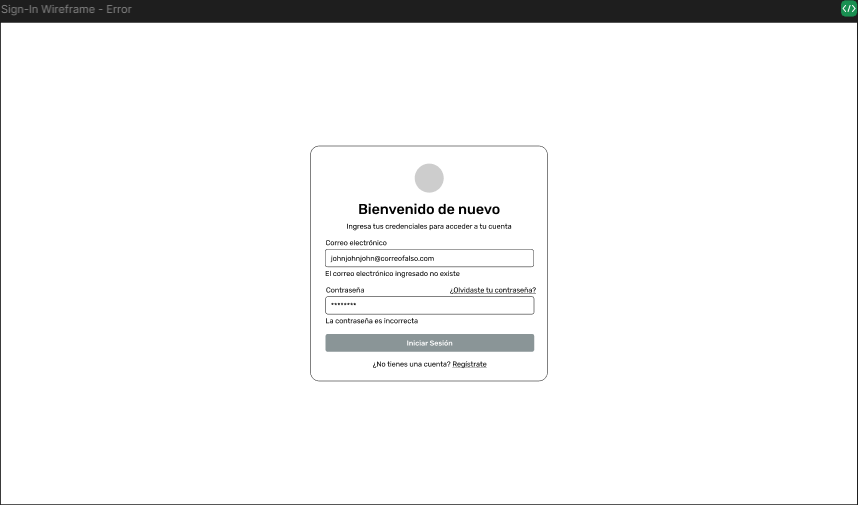 Sign-In Wireframe - Error
</>
Bienvenido de nuevo
Ingresa tus credenciales para acceder a tu cuenta
Correo electrónico
johnjohnjohn@correofalso.com
El correo electrónico ingresado no existe
Contraseña ¿Olvidaste tu contraseña?
********
La contraseña es incorrecta
Iniciar Sesión
¿No tienes una cuenta? Regístrate